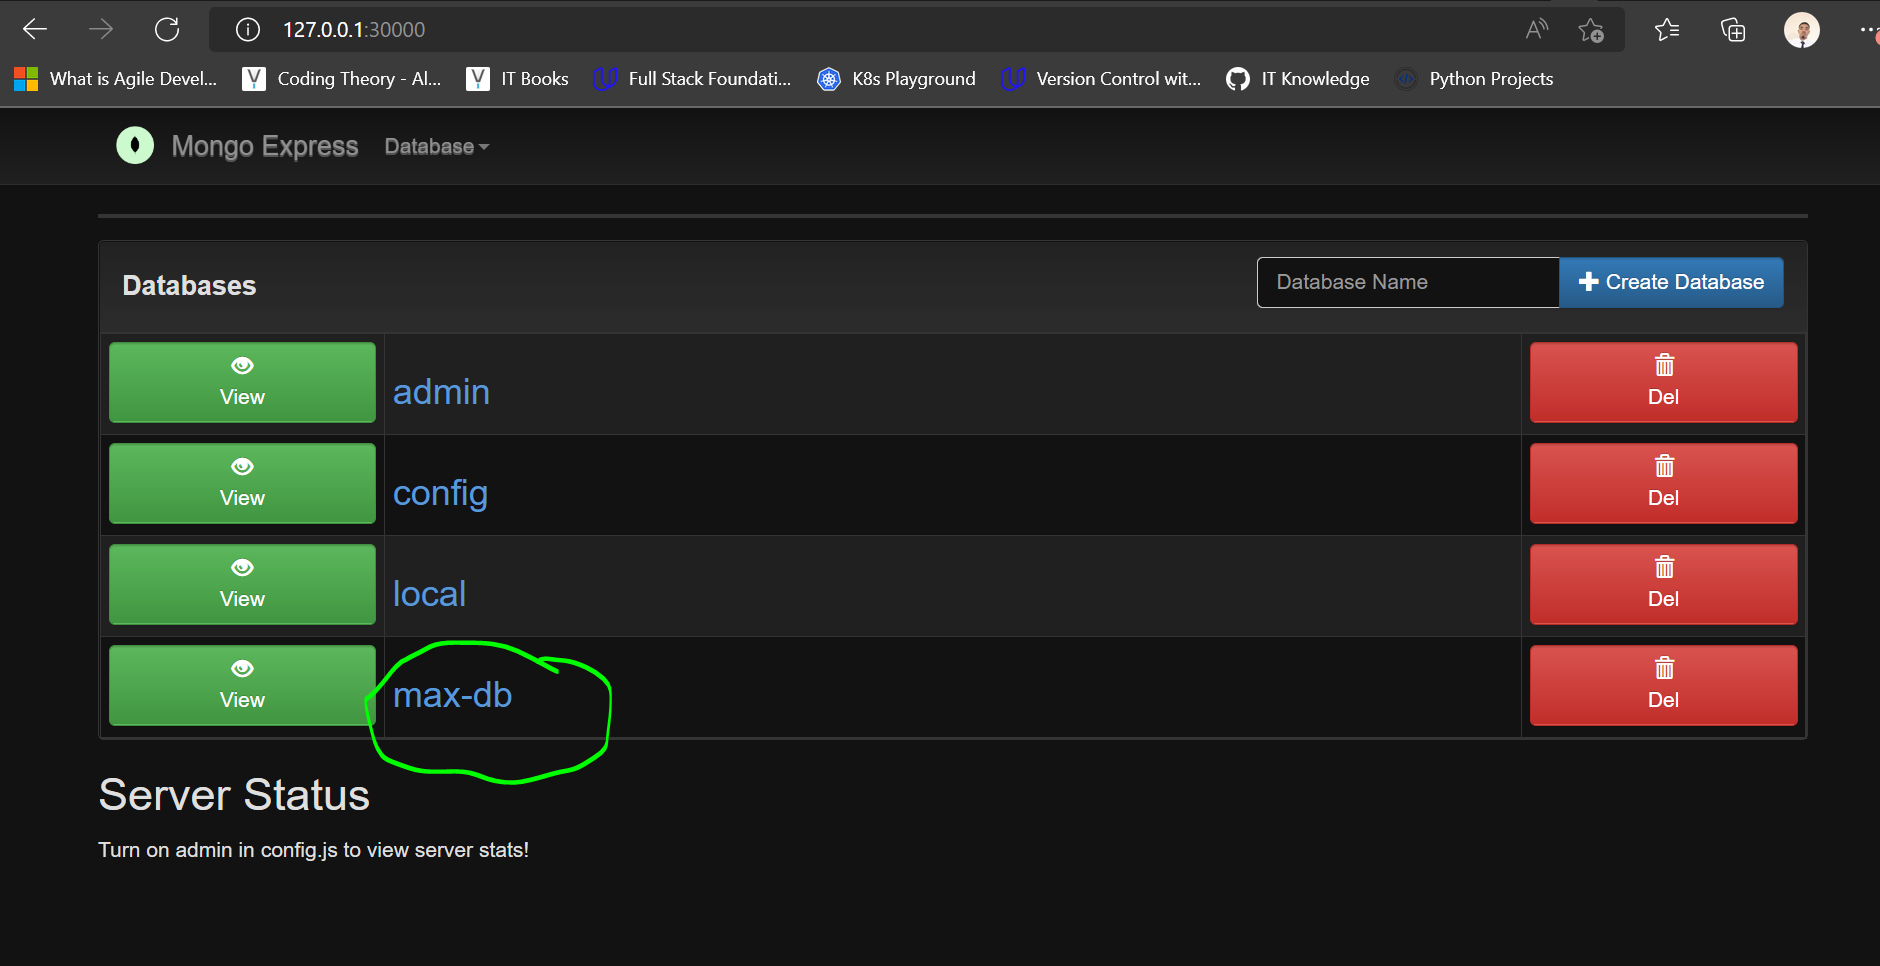 127.0.0.1:30000
What is Agile Devel... Coding Theory - Al... IT Books Full Stack Foundati... K8s Playground Version Control wit... IT Knowledge Python Projects
Mongo Express Database
Databases Database Name Create Database
View admin Del
View config Del
View local Del
View max-db Del
Server Status
Turn on admin in config.js to view server stats!